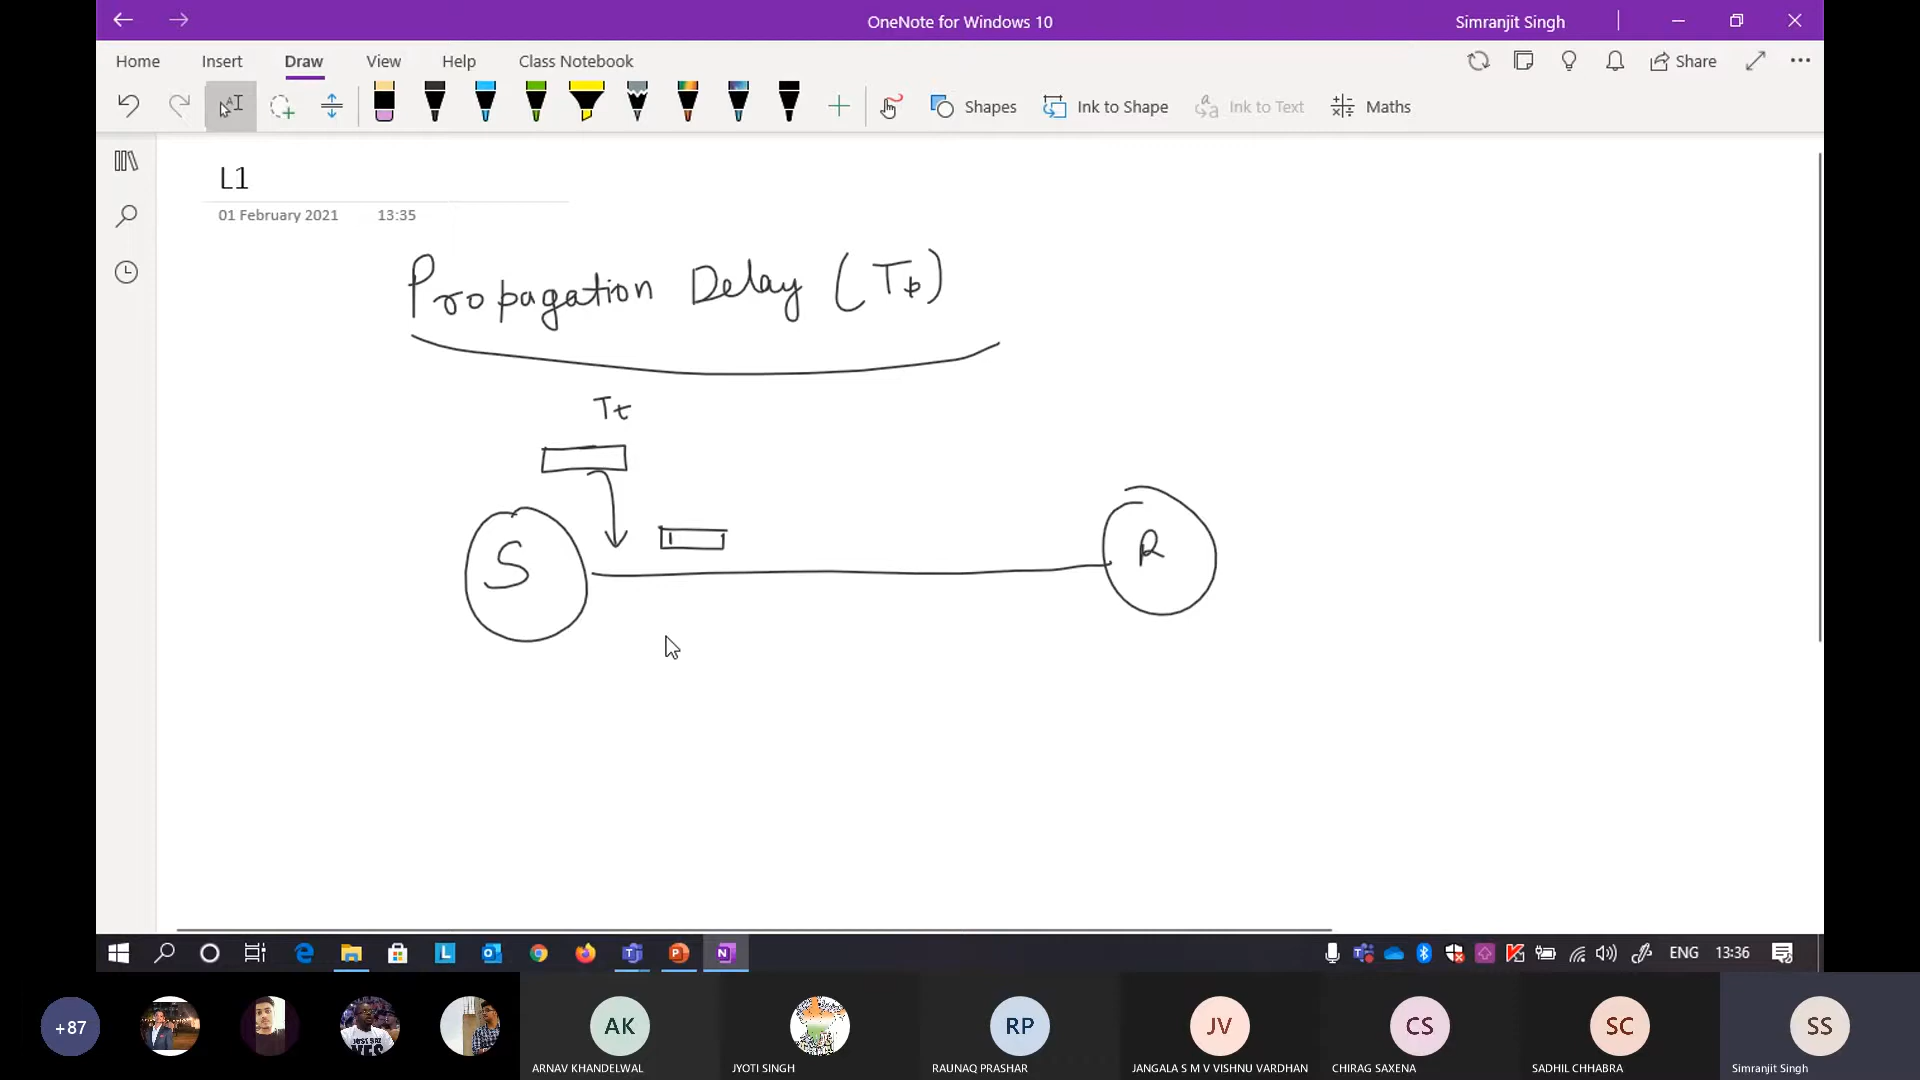 OneNote for Windows 10
Simranjit Singh
Home Insert Draw View Help Class Notebook
Share
Shapes Ink to Shape Ink to Text Maths
L1
01 February 2021 13:35
Propagation Delay (Tp)
Tt
S
R
ENG 13:36
+87
AK RP JV CS SC SS
ARNAV KHANDELWAL JYOTI SINGH RAUNAQ PRASHAR JANGALA S M V VISHNU VARDHAN CHIRAG SAXENA SADHIL CHHABRA Simranjit Singh